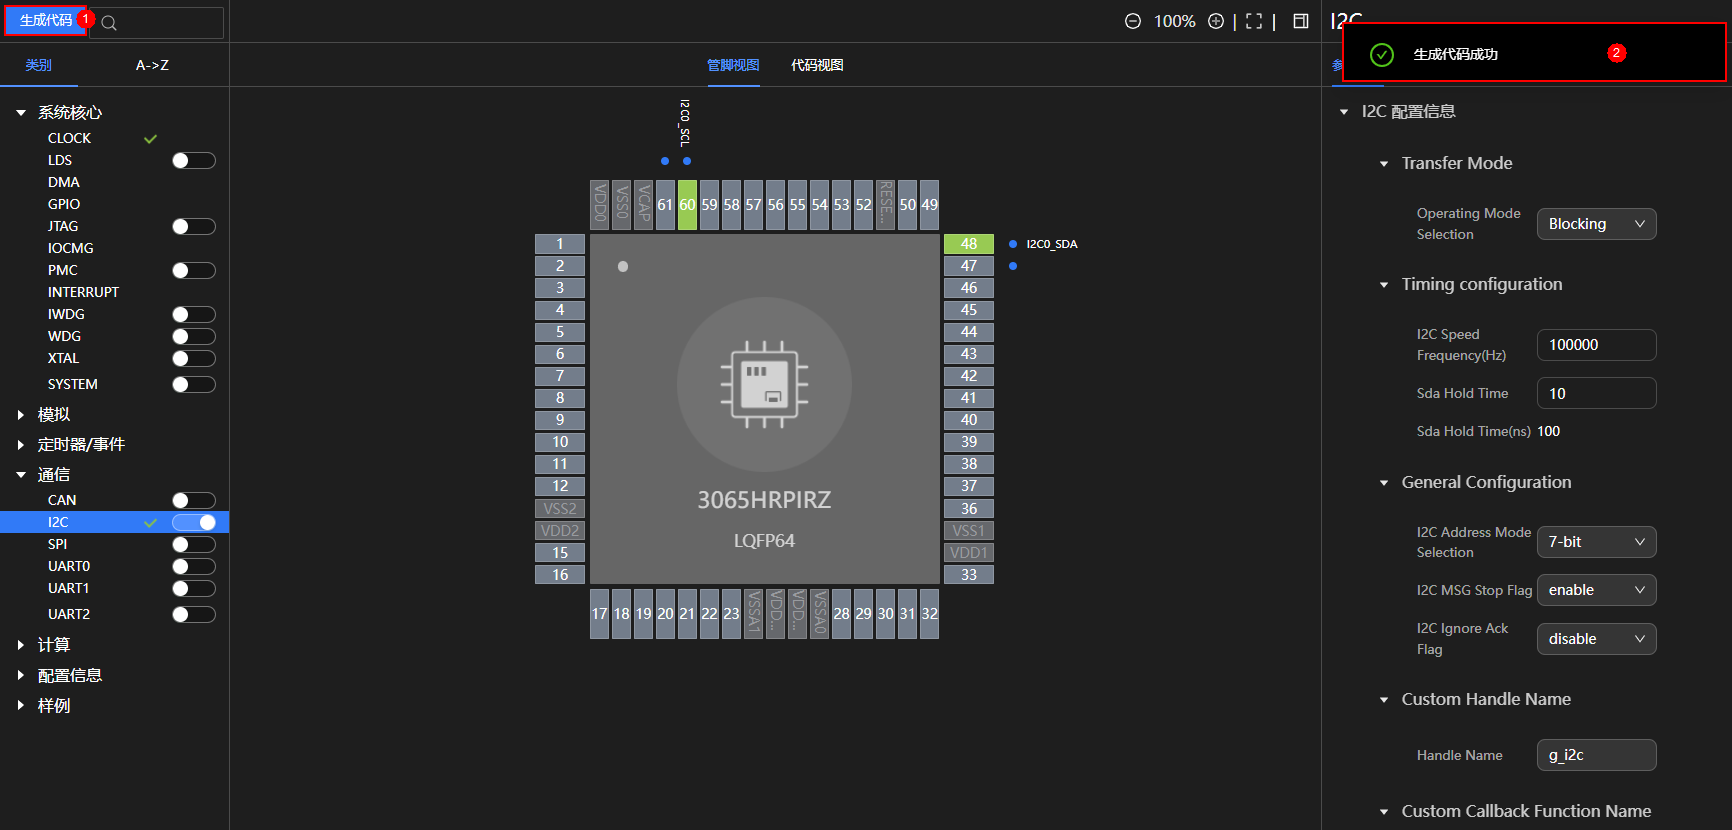 生成代码
1
100%
I2C
生成代码成功
2
类别
A->Z
管脚视图
代码视图
参
系统核心
CLOCK
LDS
DMA
GPIO
JTAG
IOCMG
PMC
INTERRUPT
IWDG
WDG
XTAL
SYSTEM
模拟
定时器/事件
通信
CAN
I2C
SPI
UART0
UART1
UART2
计算
配置信息
样例
I2C0_SCL
VDD0
VSS0
VCAP
61
60
59
58
57
56
55
54
53
52
RESE...
50
49
1
2
3
4
5
6
7
8
9
10
11
12
VSS2
VDD2
15
16
3065HRPIRZ
LQFP64
48
I2C0_SDA
47
46
45
44
43
42
41
40
39
38
37
36
VSS1
VDD1
33
17
18
19
20
21
22
23
VSSA1
VDD...
VDD...
VSSA0
28
29
30
31
32
I2C 配置信息
Transfer Mode
Operating Mode
Selection
Blocking
Timing configuration
I2C Speed
Frequency(Hz)
100000
Sda Hold Time
10
Sda Hold Time(ns) 100
General Configuration
I2C Address Mode
Selection
7-bit
I2C MSG Stop Flag
enable
I2C Ignore Ack
Flag
disable
Custom Handle Name
Handle Name
g_i2c
Custom Callback Function Name